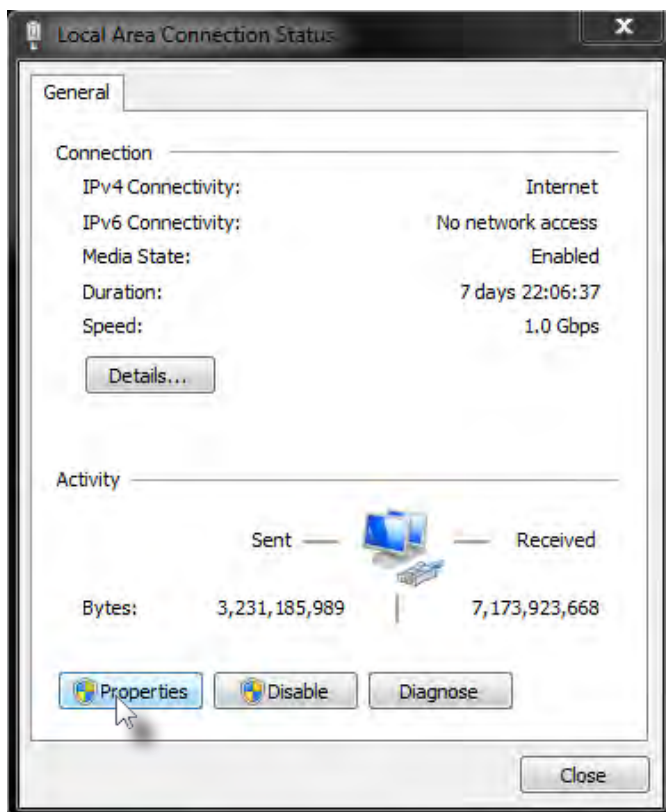 Local Area Connection Status
General
Connection
IPv4 Connectivity: Internet
IPv6 Connectivity: No network access
Media State: Enabled
Duration: 7 days 22:06:37
Speed: 1.0 Gbps
Details...
Activity
Sent Received
Bytes: 3,231,185,989 7,173,923,668
Properties Disable Diagnose
Close